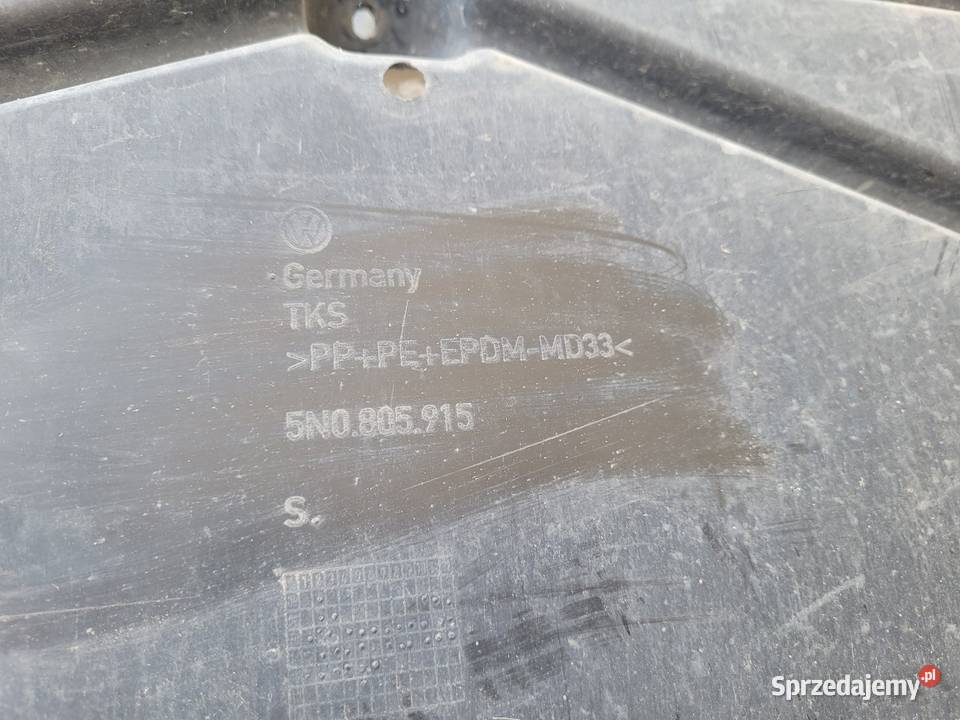 Germany
TKS
>PP+PE+EPDM-MD33<
5N0.805.915
S.
Sprzedajemy.pl